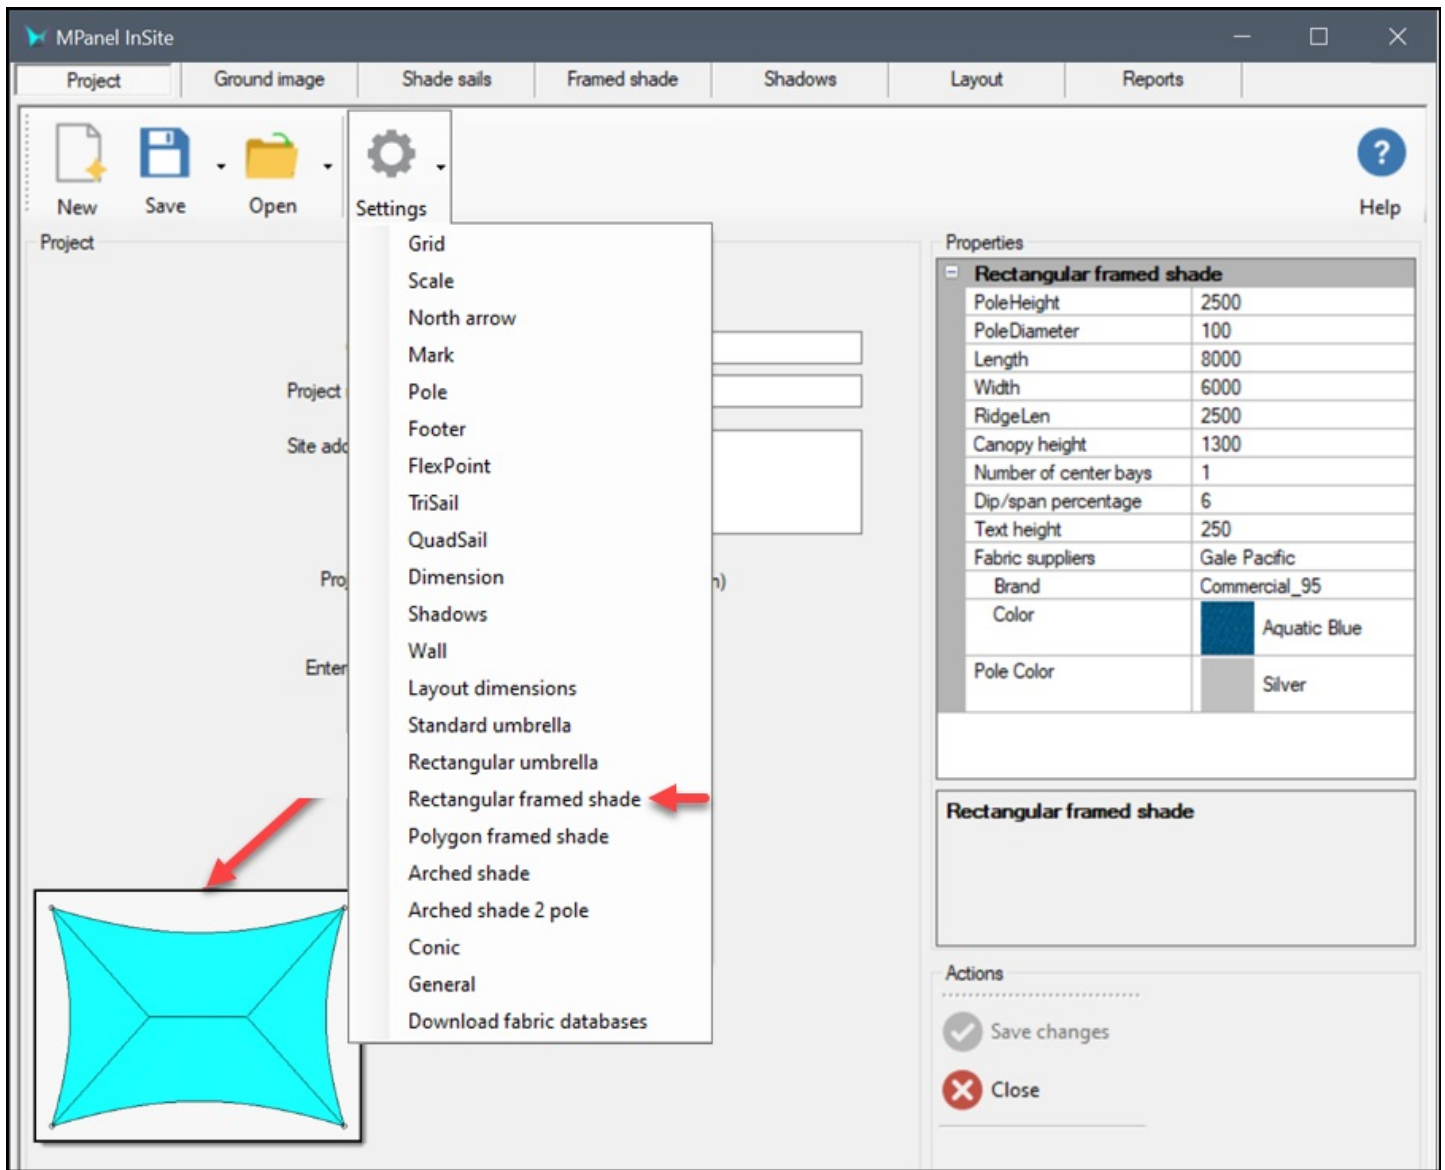 MPanel InSite
Project Ground image Shade sails Framed shade Shadows Layout Reports
New Save Open Settings Help
Project
Project
Site
Enter
Grid
Scale
North arrow
Mark
Pole
Footer
FlexPoint
TriSail
QuadSail
Dimension
Shadows
Wall
Layout dimensions
Standard umbrella
Rectangular umbrella
Rectangular framed shade
Polygon framed shade
Arched shade
Arched shade 2 pole
Conic
General
Download fabric databases
Properties
Rectangular framed shade
PoleHeight 2500
PoleDiameter 100
Length 8000
Width 6000
RidgeLen 2500
Canopy height 1300
Number of center bays 1
Dip/span percentage 6
Text height 250
Fabric suppliers Gale Pacific
Brand Commercial_95
Color Aquatic Blue
Pole Color Silver
Rectangular framed shade
Actions
Save changes
Close